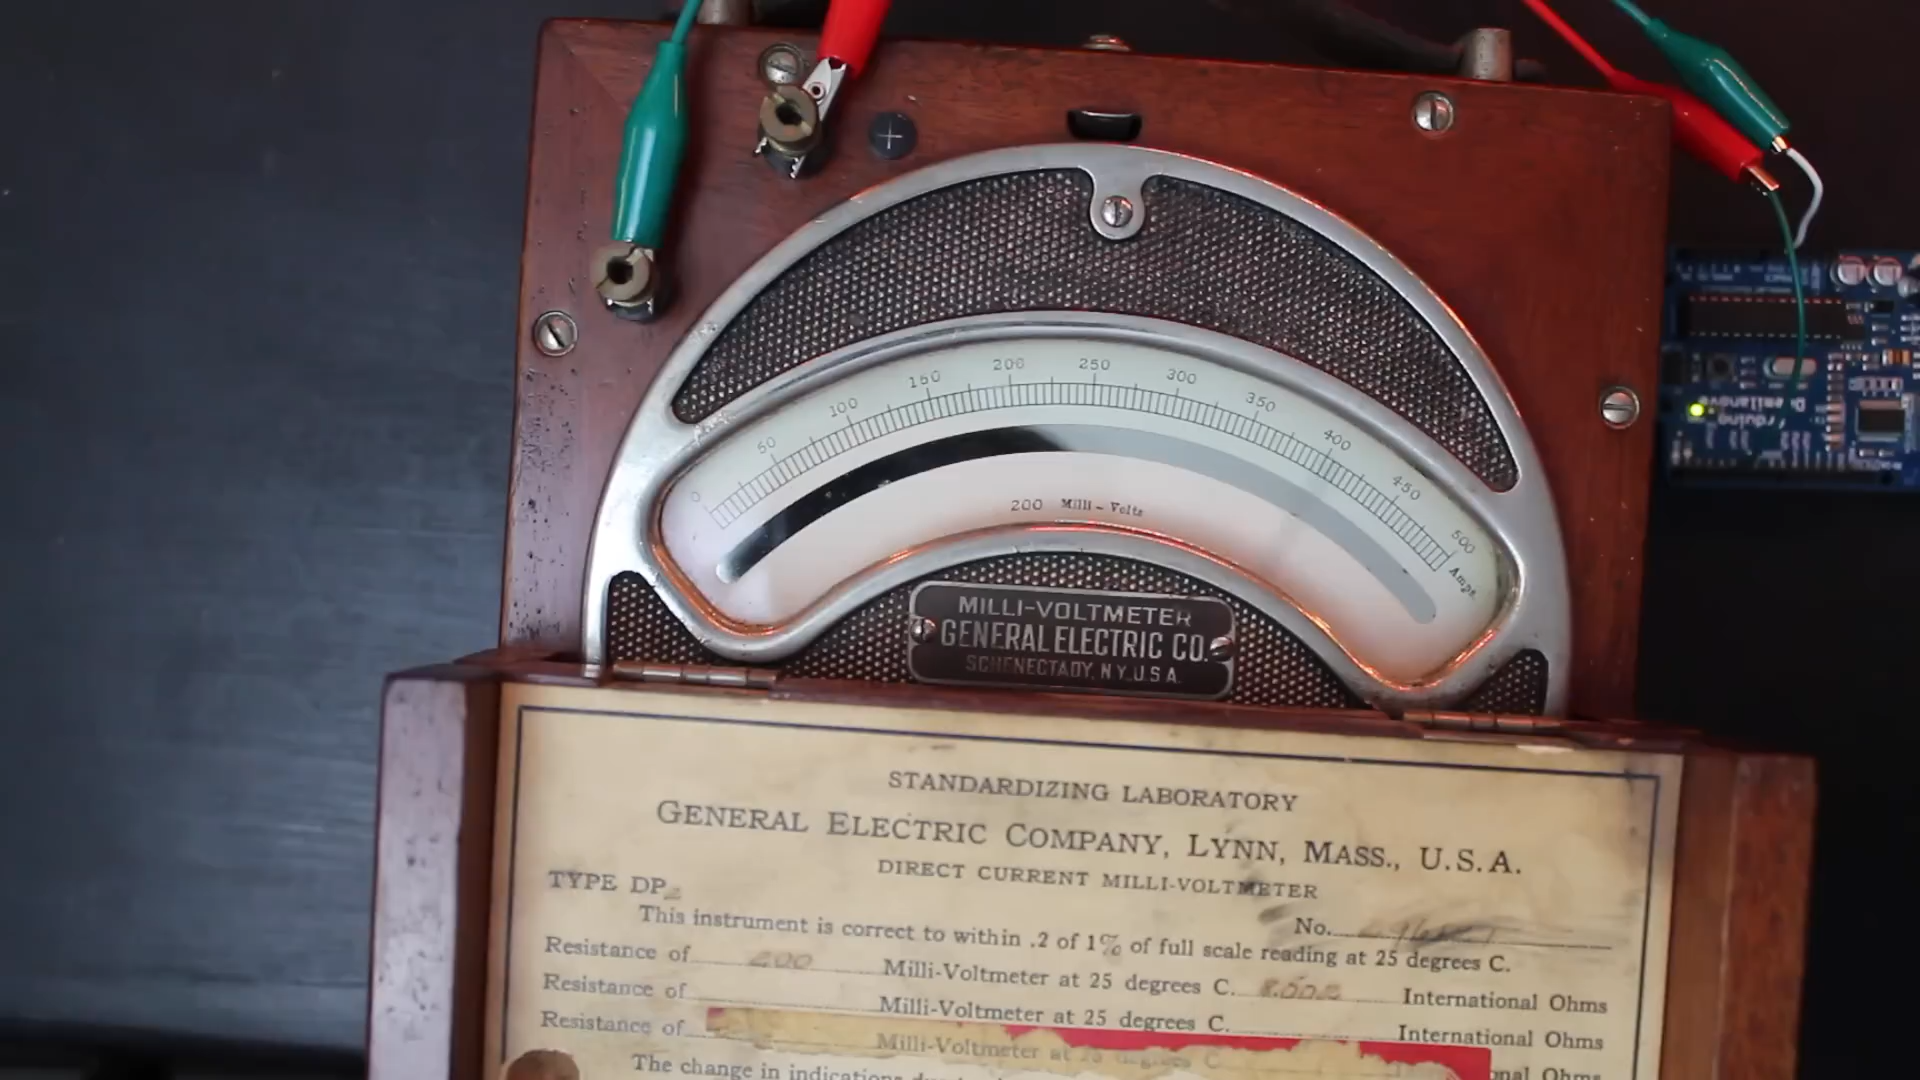 0 50 100 150 200 250 300 350 400 450 500
Amps.
200 Milli-Volts
MILLI-VOLTMETER
GENERAL ELECTRIC CO.
SCHENECTADY, N.Y. U.S.A.
STANDARDIZING LABORATORY
GENERAL ELECTRIC COMPANY, LYNN, MASS., U.S.A.
DIRECT CURRENT MILLI-VOLTMETER
TYPE DP2
No.
This instrument is correct to within .2 of 1% of full scale reading at 25 degrees C.
Resistance of 200 Milli-Voltmeter at 25 degrees C. International Ohms
Resistance of Milli-Voltmeter at 25 degrees C. International Ohms
Resistance of Milli-Voltmeter at 25 degrees C. Ohms
The change in indications